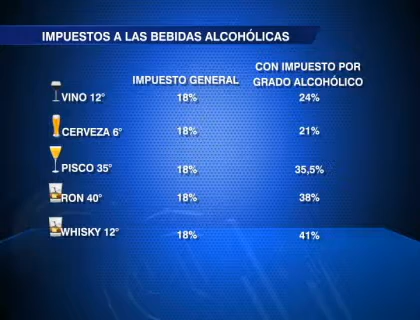 IMPUESTOS A LAS BEBIDAS ALCOHÓLICAS
IMPUESTO GENERAL
CON IMPUESTO POR
GRADO ALCOHÓLICO
VINO 12° 18% 24%
CERVEZA 6° 18% 21%
PISCO 35° 18% 35,5%
RON 40° 18% 38%
WHISKY 12° 18% 41%